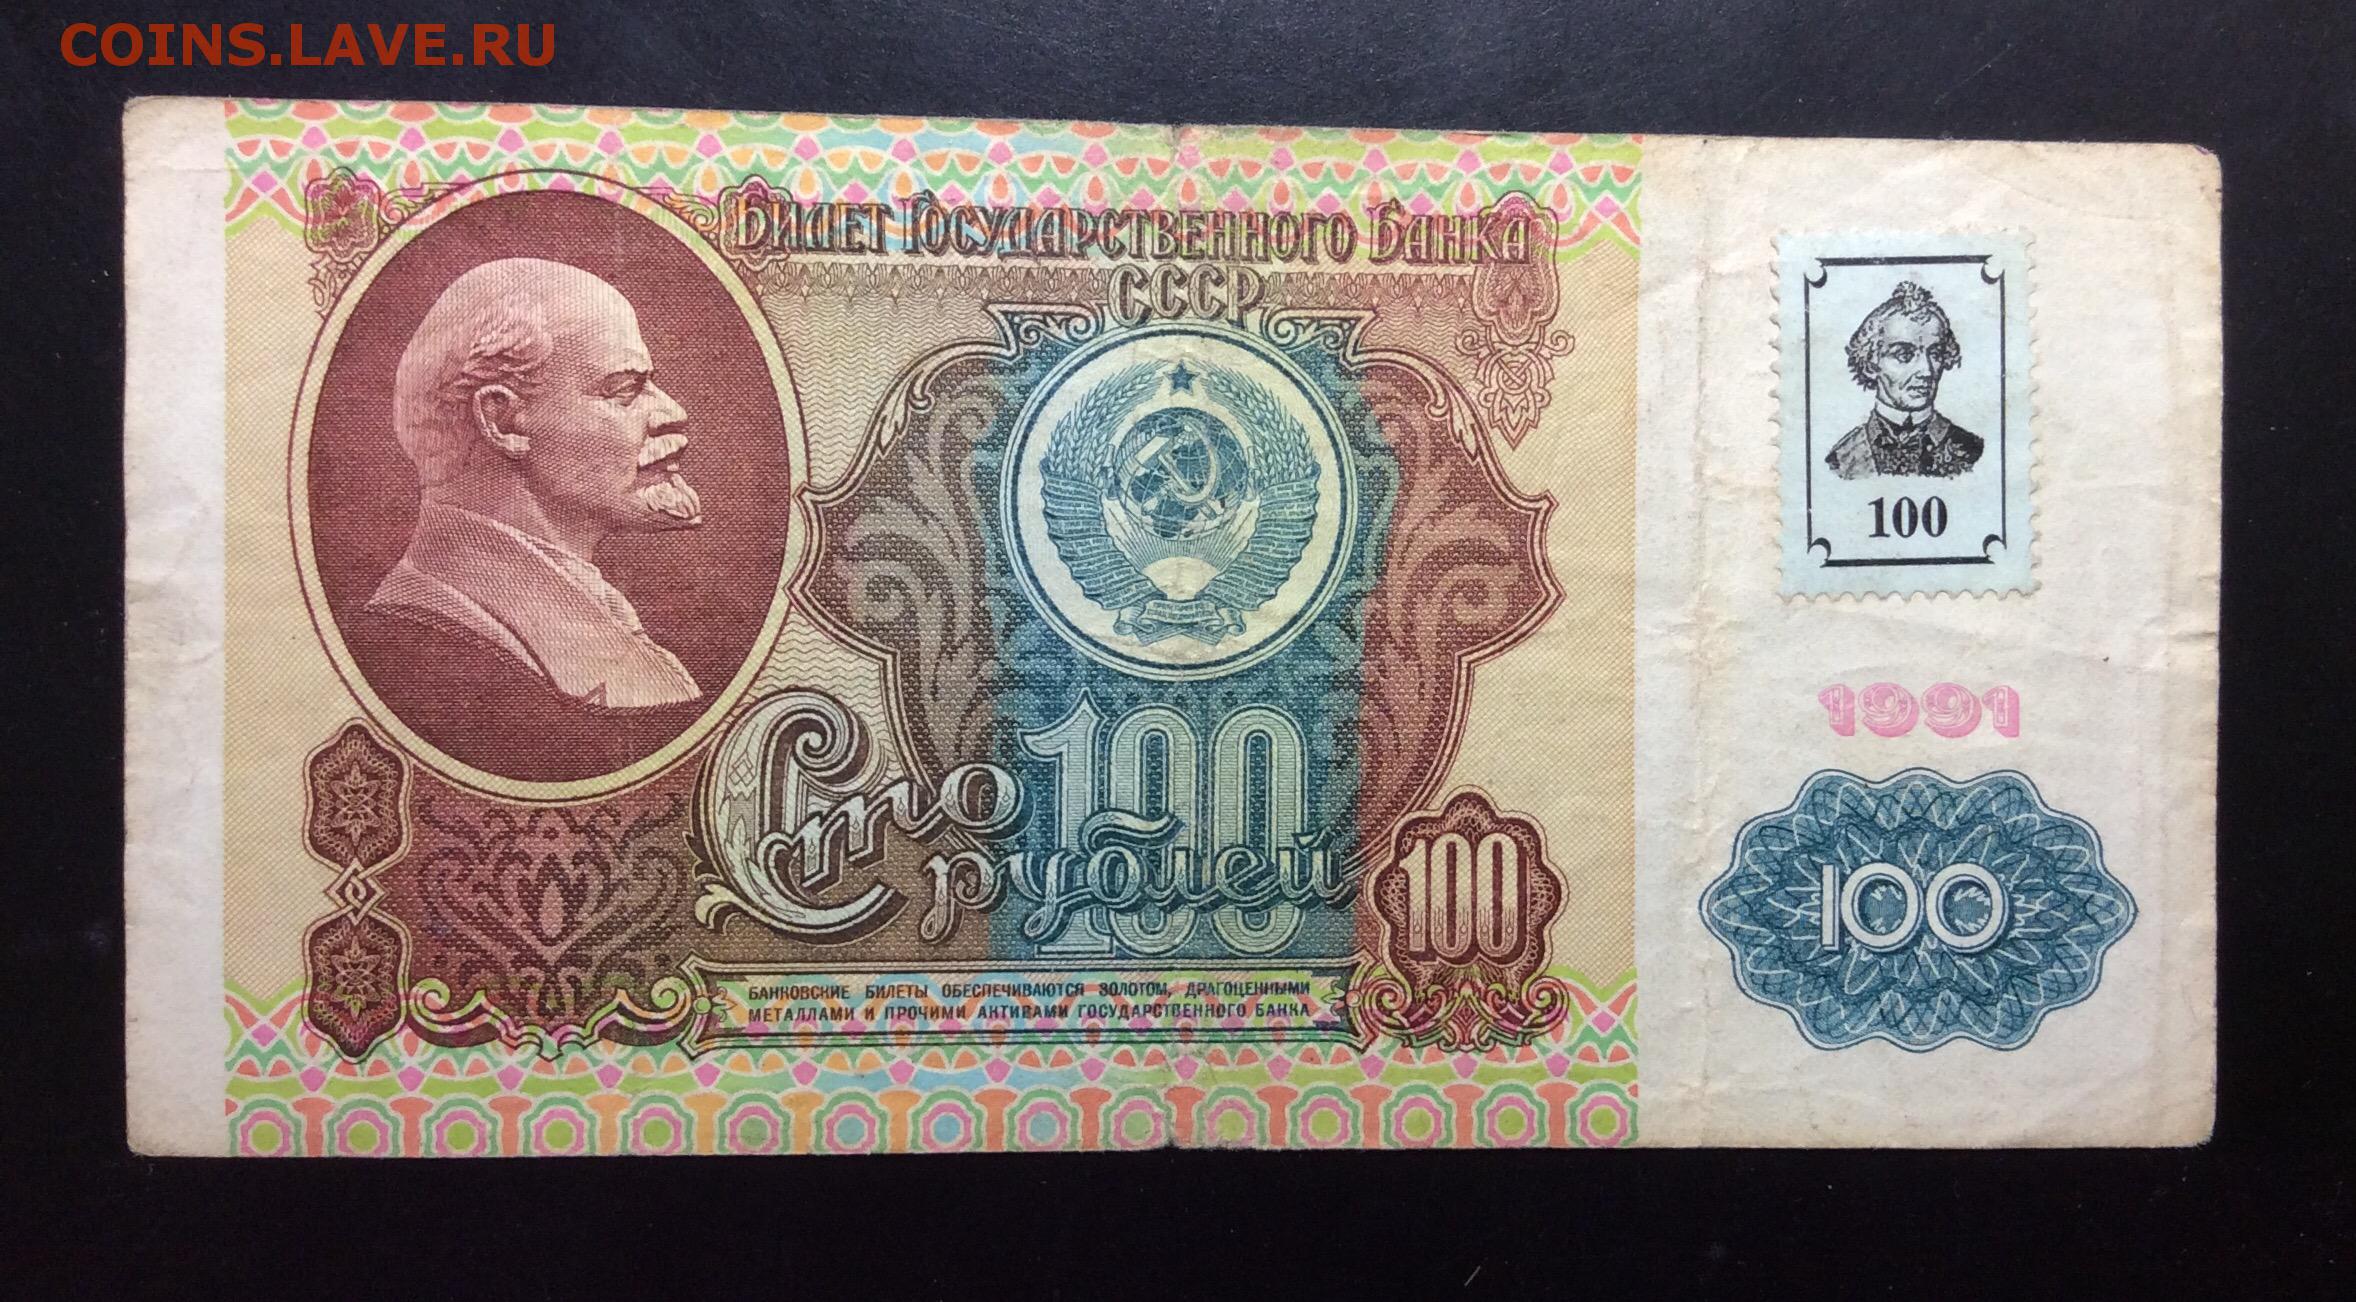 COINS.LAVE.RU
Билет Государственного Банка
СССР
100
1991
100
Сто
рублей
100
100
БАНКОВСКИЕ БИЛЕТЫ ОБЕСПЕЧИВАЮТСЯ ЗОЛОТОМ, ДРАГОЦЕННЫМИ
МЕТАЛЛАМИ И ПРОЧИМИ АКТИВАМИ ГОСУДАРСТВЕННОГО БАНКА